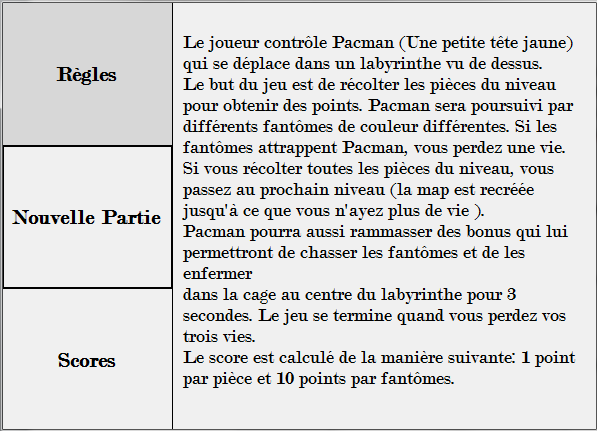 Règles
Nouvelle Partie
Scores
Le joueur contrôle Pacman (Une petite tête jaune)
qui se déplace dans un labyrinthe vu de dessus.
Le but du jeu est de récolter les pièces du niveau
pour obtenir des points. Pacman sera poursuivi par
différents fantômes de couleur différentes. Si les
fantômes attrappent Pacman, vous perdez une vie.
Si vous récolter toutes les pièces du niveau, vous
passez au prochain niveau (la map est recréée
jusqu'à ce que vous n'ayez plus de vie ).
Pacman pourra aussi rammasser des bonus qui lui
permettront de chasser les fantômes et de les
enfermer
dans la cage au centre du labyrinthe pour 3
secondes. Le jeu se termine quand vous perdez vos
trois vies.
Le score est calculé de la manière suivante: 1 point
par pièce et 10 points par fantômes.